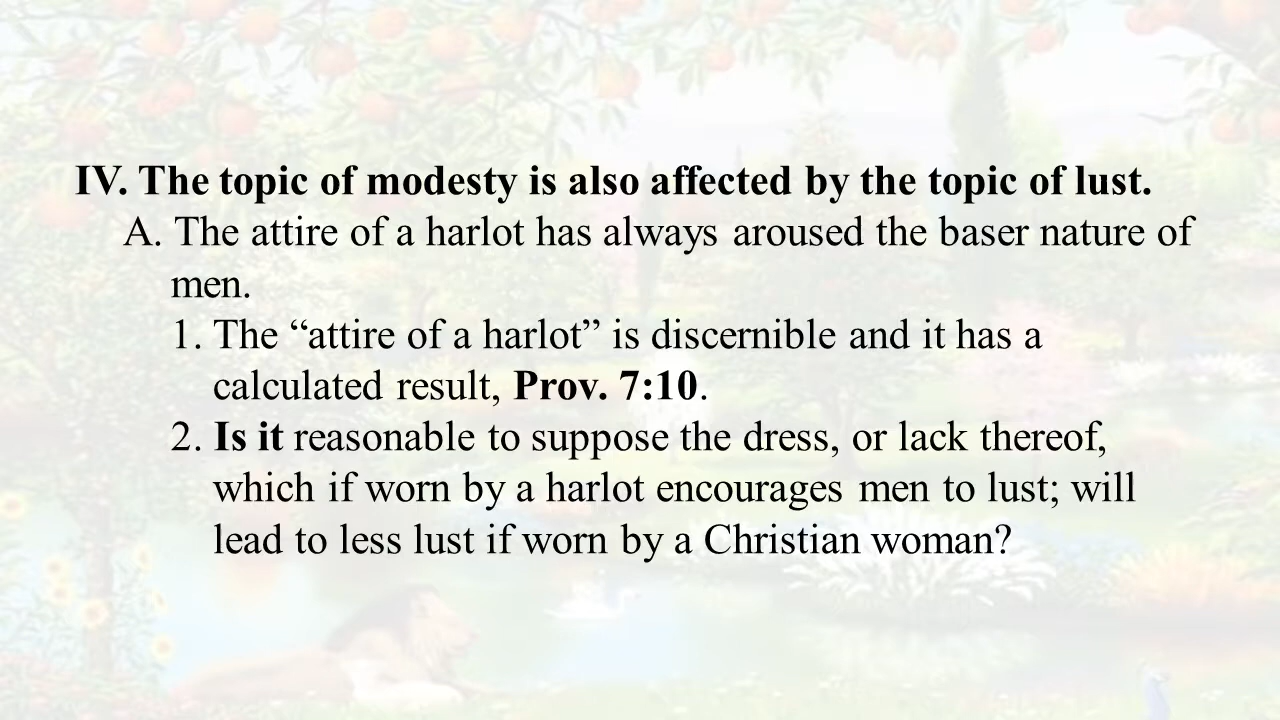 IV. The topic of modesty is also affected by the topic of lust.
A. The attire of a harlot has always aroused the baser nature of
men.
1. The “attire of a harlot” is discernible and it has a
calculated result, Prov. 7:10.
2. Is it reasonable to suppose the dress, or lack thereof,
which if worn by a harlot encourages men to lust; will
lead to less lust if worn by a Christian woman?